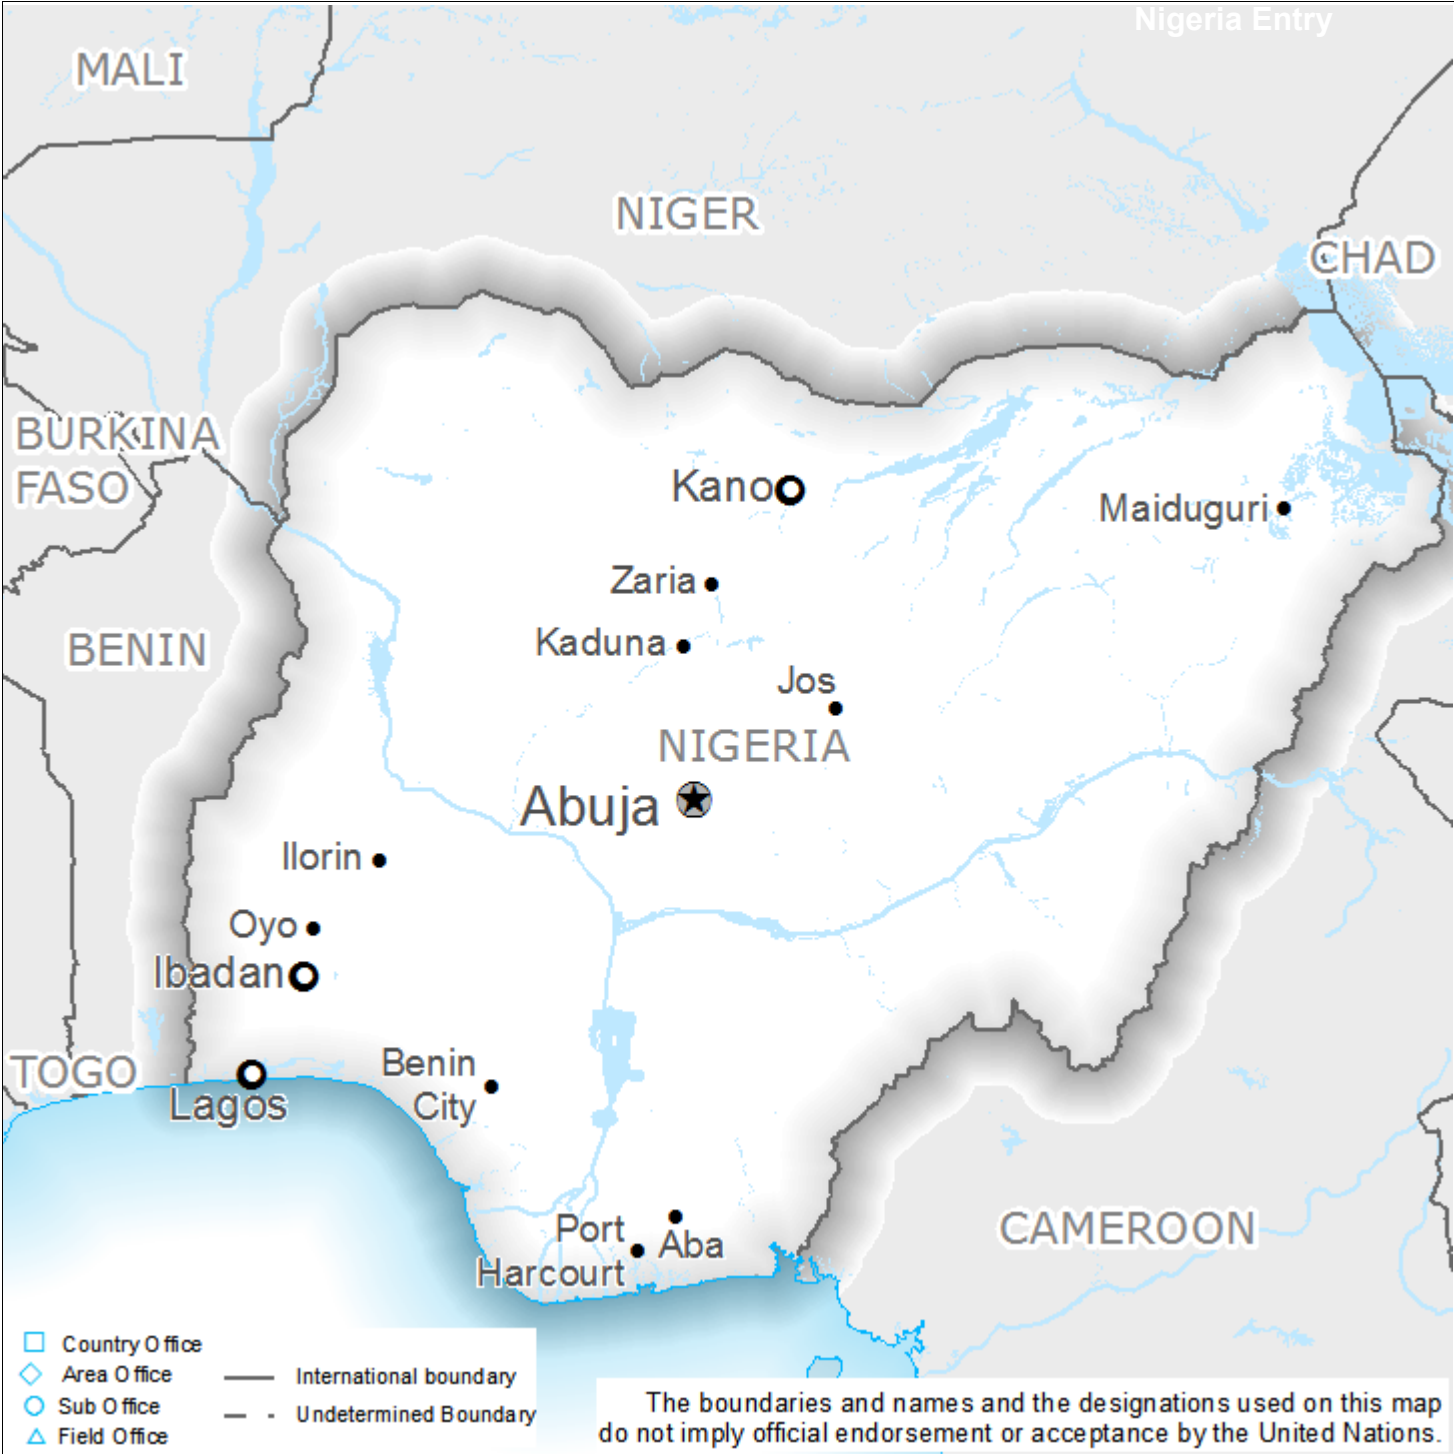 Nigeria Entry
MALI
NIGER
CHAD
BURKINA
FASO
Kano
Maiduguri
Zaria
Kaduna
BENIN
Jos
NIGERIA
Abuja
Ilorin
Oyo
Ibadan
Benin
City
TOGO
Lagos
Port
Harcourt
Aba
CAMEROON
Country Office
Area Office
Sub Office
Field Office
International boundary
Undetermined Boundary
The boundaries and names and the designations used on this map
do not imply official endorsement or acceptance by the United Nations.